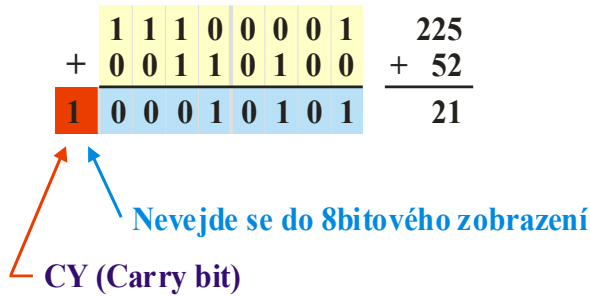 1 1 1 0 0 0 0 1 225
+ 0 0 1 1 0 1 0 0 + 52
1 0 0 0 1 0 1 0 1 21
Nevejde se do 8bitového zobrazení
CY (Carry bit)